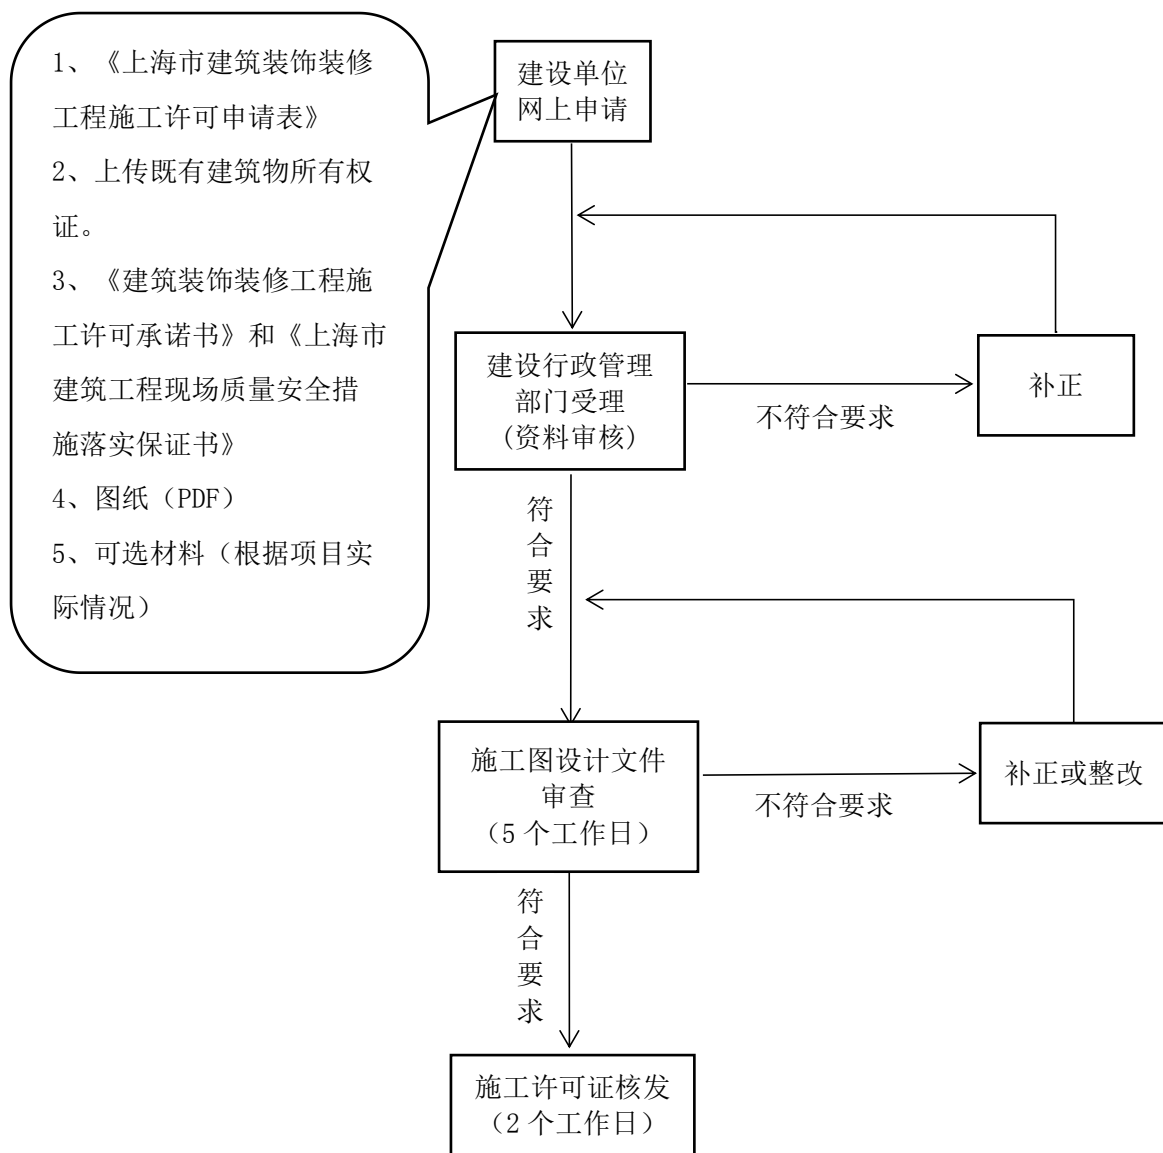 1、《上海市建筑装饰装修
工程施工许可申请表》
2、上传既有建筑物所有权
证。
3、《建筑装饰装修工程施
工许可承诺书》和《上海市
建筑工程现场质量安全措
施落实保证书》
4、图纸（PDF）
5、可选材料（根据项目实
际情况）
建设单位
网上申请
建设行政管理
部门受理
(资料审核)
不符合要求
补正
符
合
要
求
施工图设计文件
审查
（5 个工作日）
不符合要求
补正或整改
符
合
要
求
施工许可证核发
（2 个工作日）